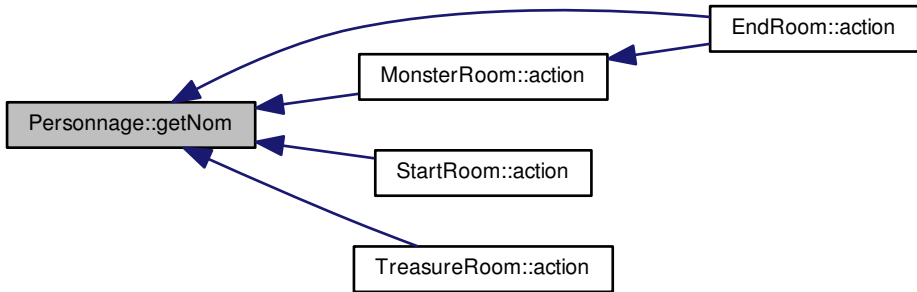 EndRoom::action
MonsterRoom::action
Personnage::getNom
StartRoom::action
TreasureRoom::action